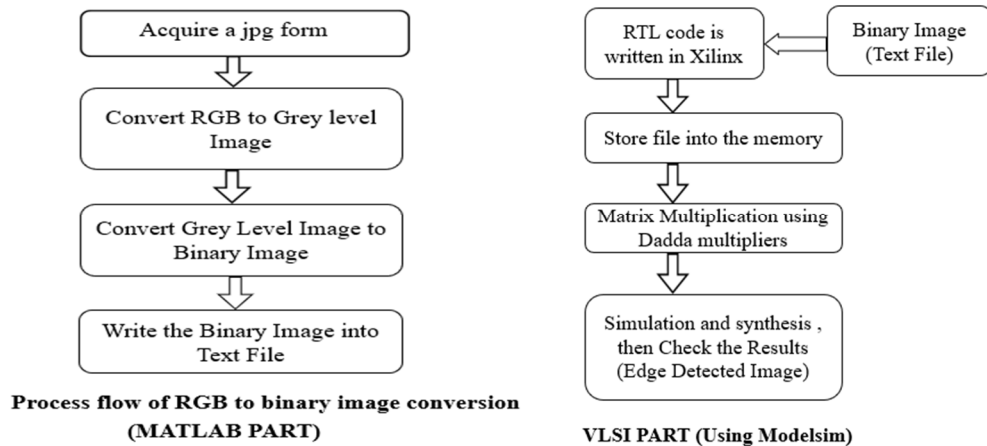 Acquire a jpg form
Convert RGB to Grey level
Image
Convert Grey Level Image to
Binary Image
Write the Binary Image into
Text File
Process flow of RGB to binary image conversion
(MATLAB PART)
RTL code is
written in Xilinx
Binary Image
(Text File)
Store file into the memory
Matrix Multiplication using
Dadda multipliers
Simulation and synthesis ,
then Check the Results
(Edge Detected Image)
VLSI PART (Using Modelsim)